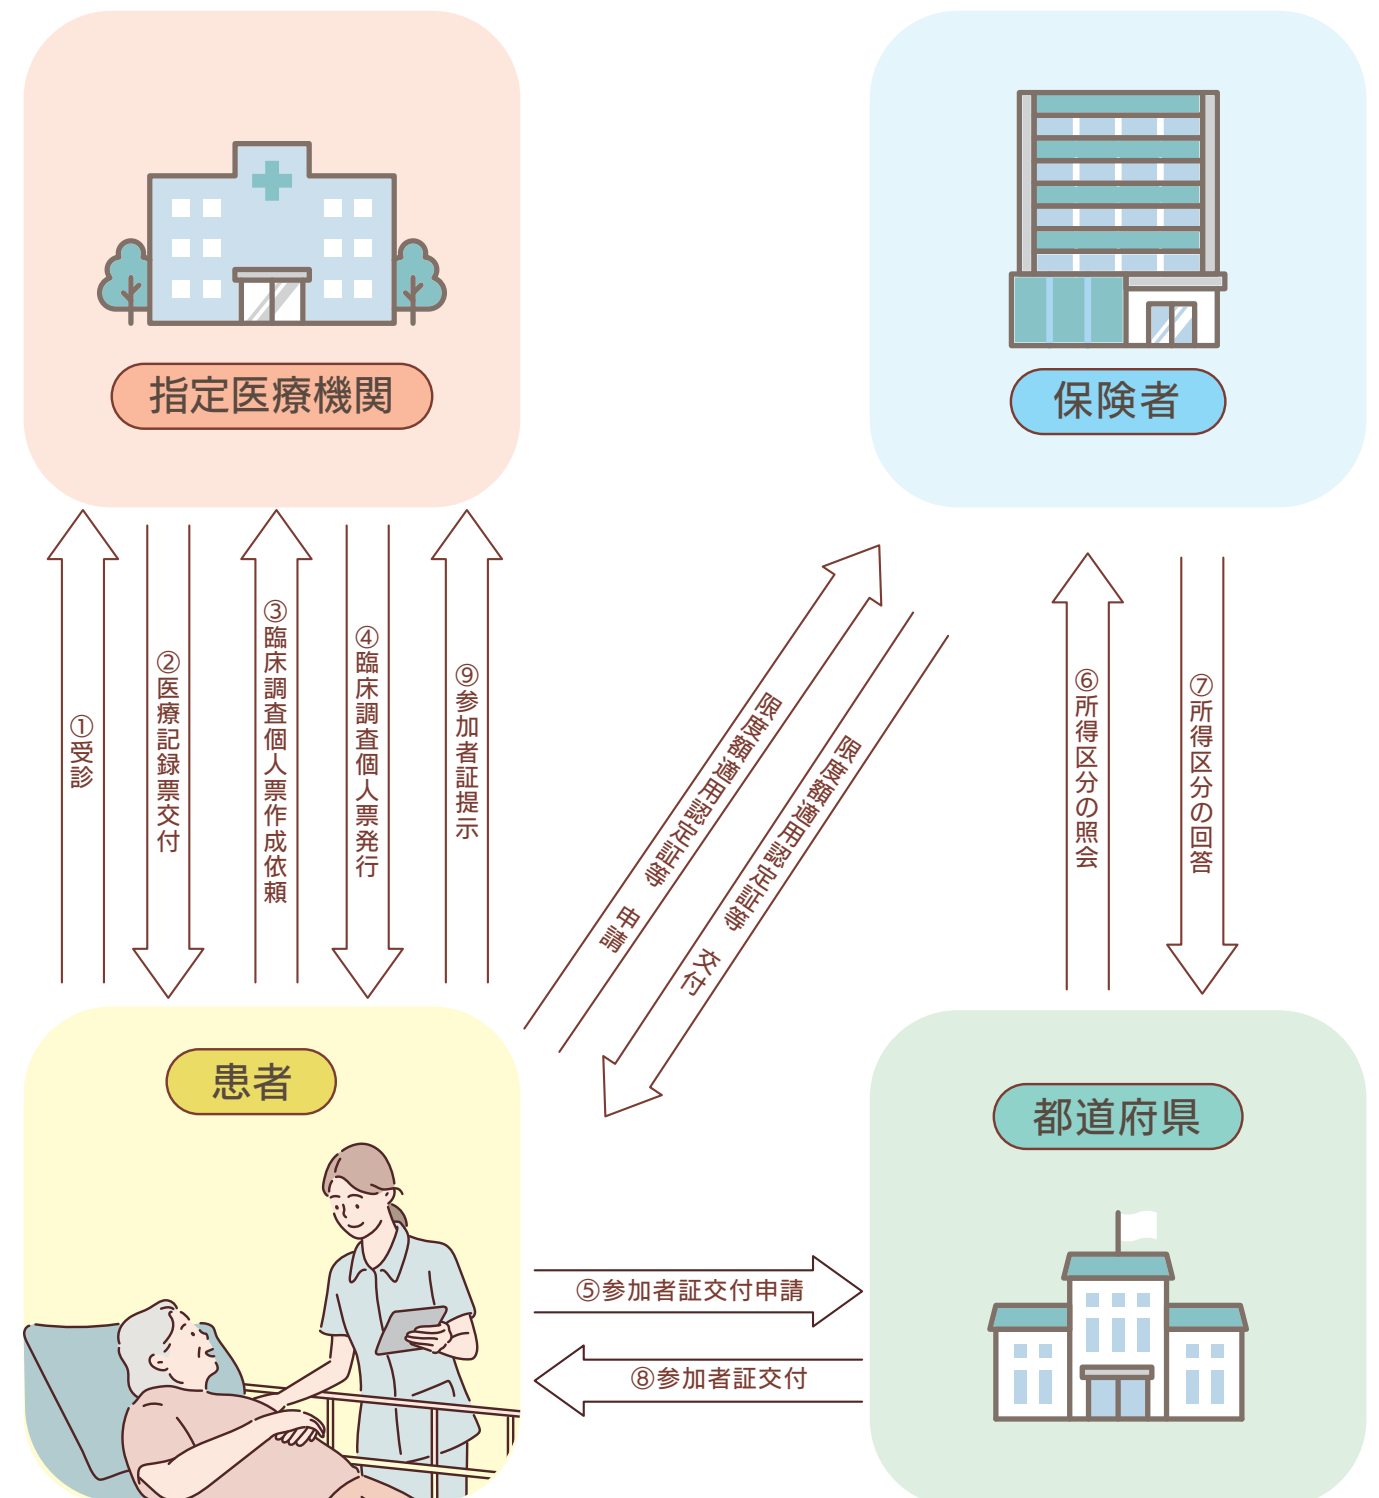 指定医療機関
保険者
①受診
②医療記録票交付
③臨床調査個人票作成依頼
④臨床調査個人票発行
⑨参加者証提示
限度額適用認定証等 申請
限度額適用認定証等 交付
⑥所得区分の照会
⑦所得区分の回答
患者
都道府県
⑤参加者証交付申請
⑧参加者証交付